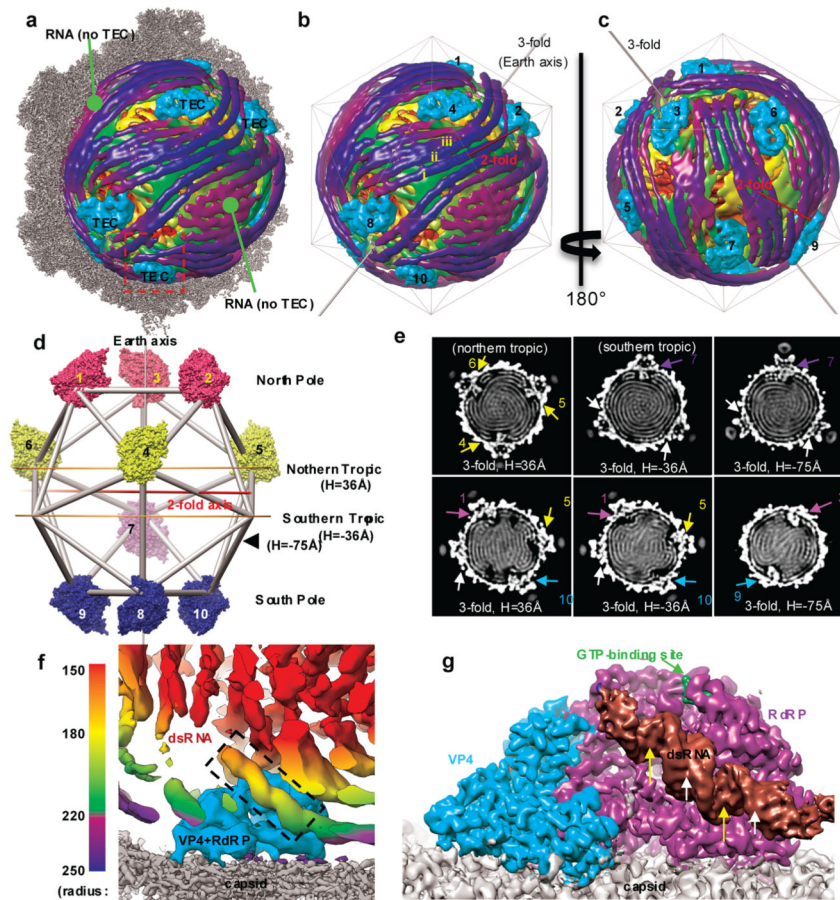 a
RNA (no TEC)
TEC
TEC
TEC
TEC
RNA (no TEC)
b
3-fold
(Earth axis)
1
4
2
iii
ii
i
2-fold
8
10
180°
c
3-fold
1
2
3
6
5
2-fold
7
9
d
Earth axis
1
3
2
North Pole
6
4
5
Nothern Tropic
(H=36Å)
2-fold axis
7
Southern Tropic
(H=-36Å)
(H=-75Å)
9
8
10
South Pole
e
(northern tropic)
6
5
4
3-fold, H=36Å
(southern tropic)
7
3-fold, H=-36Å
7
3-fold, H=-75Å
1
5
10
3-fold, H=36Å
1
5
10
3-fold, H=-36Å
9
3-fold, H=-75Å
f
150
180
220
250
(radius:
dsRNA
VP4+RdRP
capsid
g
GTP-binding site
RdRP
VP4
dsRNA
capsid